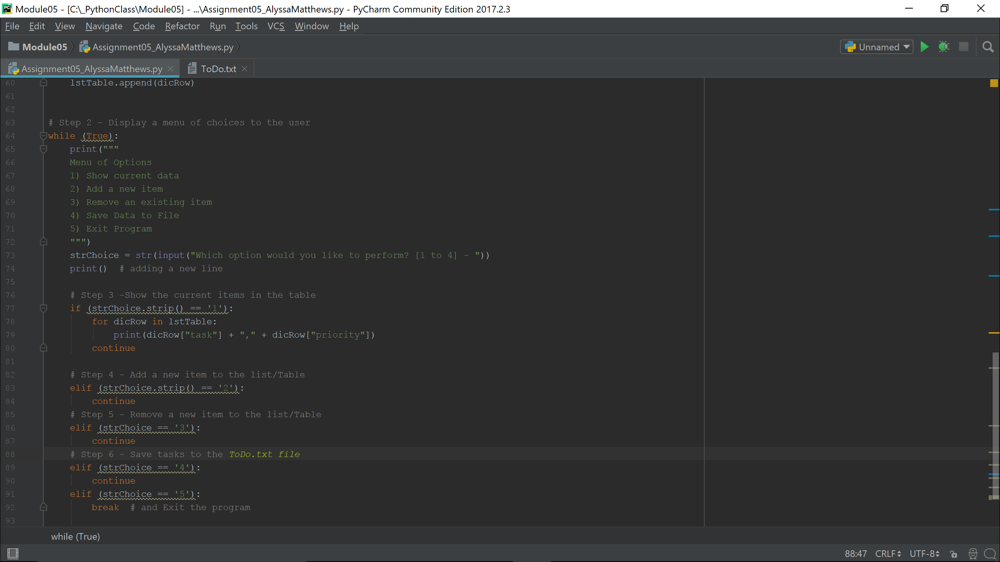 Module05 - [C:\_PythonClass\Module05] - ...\Assignment05_AlyssaMatthews.py - PyCharm Community Edition 2017.2.3
File Edit View Navigate Code Refactor Run Tools VCS Window Help
Module05 Assignment05_AlyssaMatthews.py Unnamed
Assignment05_AlyssaMatthews.py ToDo.txt
60 lstTable.append(dicRow)
61
62
63 # Step 2 - Display a menu of choices to the user
64 while (True):
65 print("""
66 Menu of Options
67 1) Show current data
68 2) Add a new item
69 3) Remove an existing item
70 4) Save Data to File
71 5) Exit Program
72 """)
73 strChoice = str(input("Which option would you like to perform? [1 to 4] - "))
74 print()  # adding a new line
75
76 # Step 3 -Show the current items in the table
77 if (strChoice.strip() == '1'):
78 for dicRow in lstTable:
79 print(dicRow["task"] + "," + dicRow["priority"])
80 continue
81
82 # Step 4 - Add a new item to the list/Table
83 elif (strChoice.strip() == '2'):
84 continue
85 # Step 5 - Remove a new item to the list/Table
86 elif (strChoice == '3'):
87 continue
88 # Step 6 - Save tasks to the ToDo.txt file
89 elif (strChoice == '4'):
90 continue
91 elif (strChoice == '5'):
92 break  # and Exit the program
93
while (True)
88:47 CRLF UTF-8